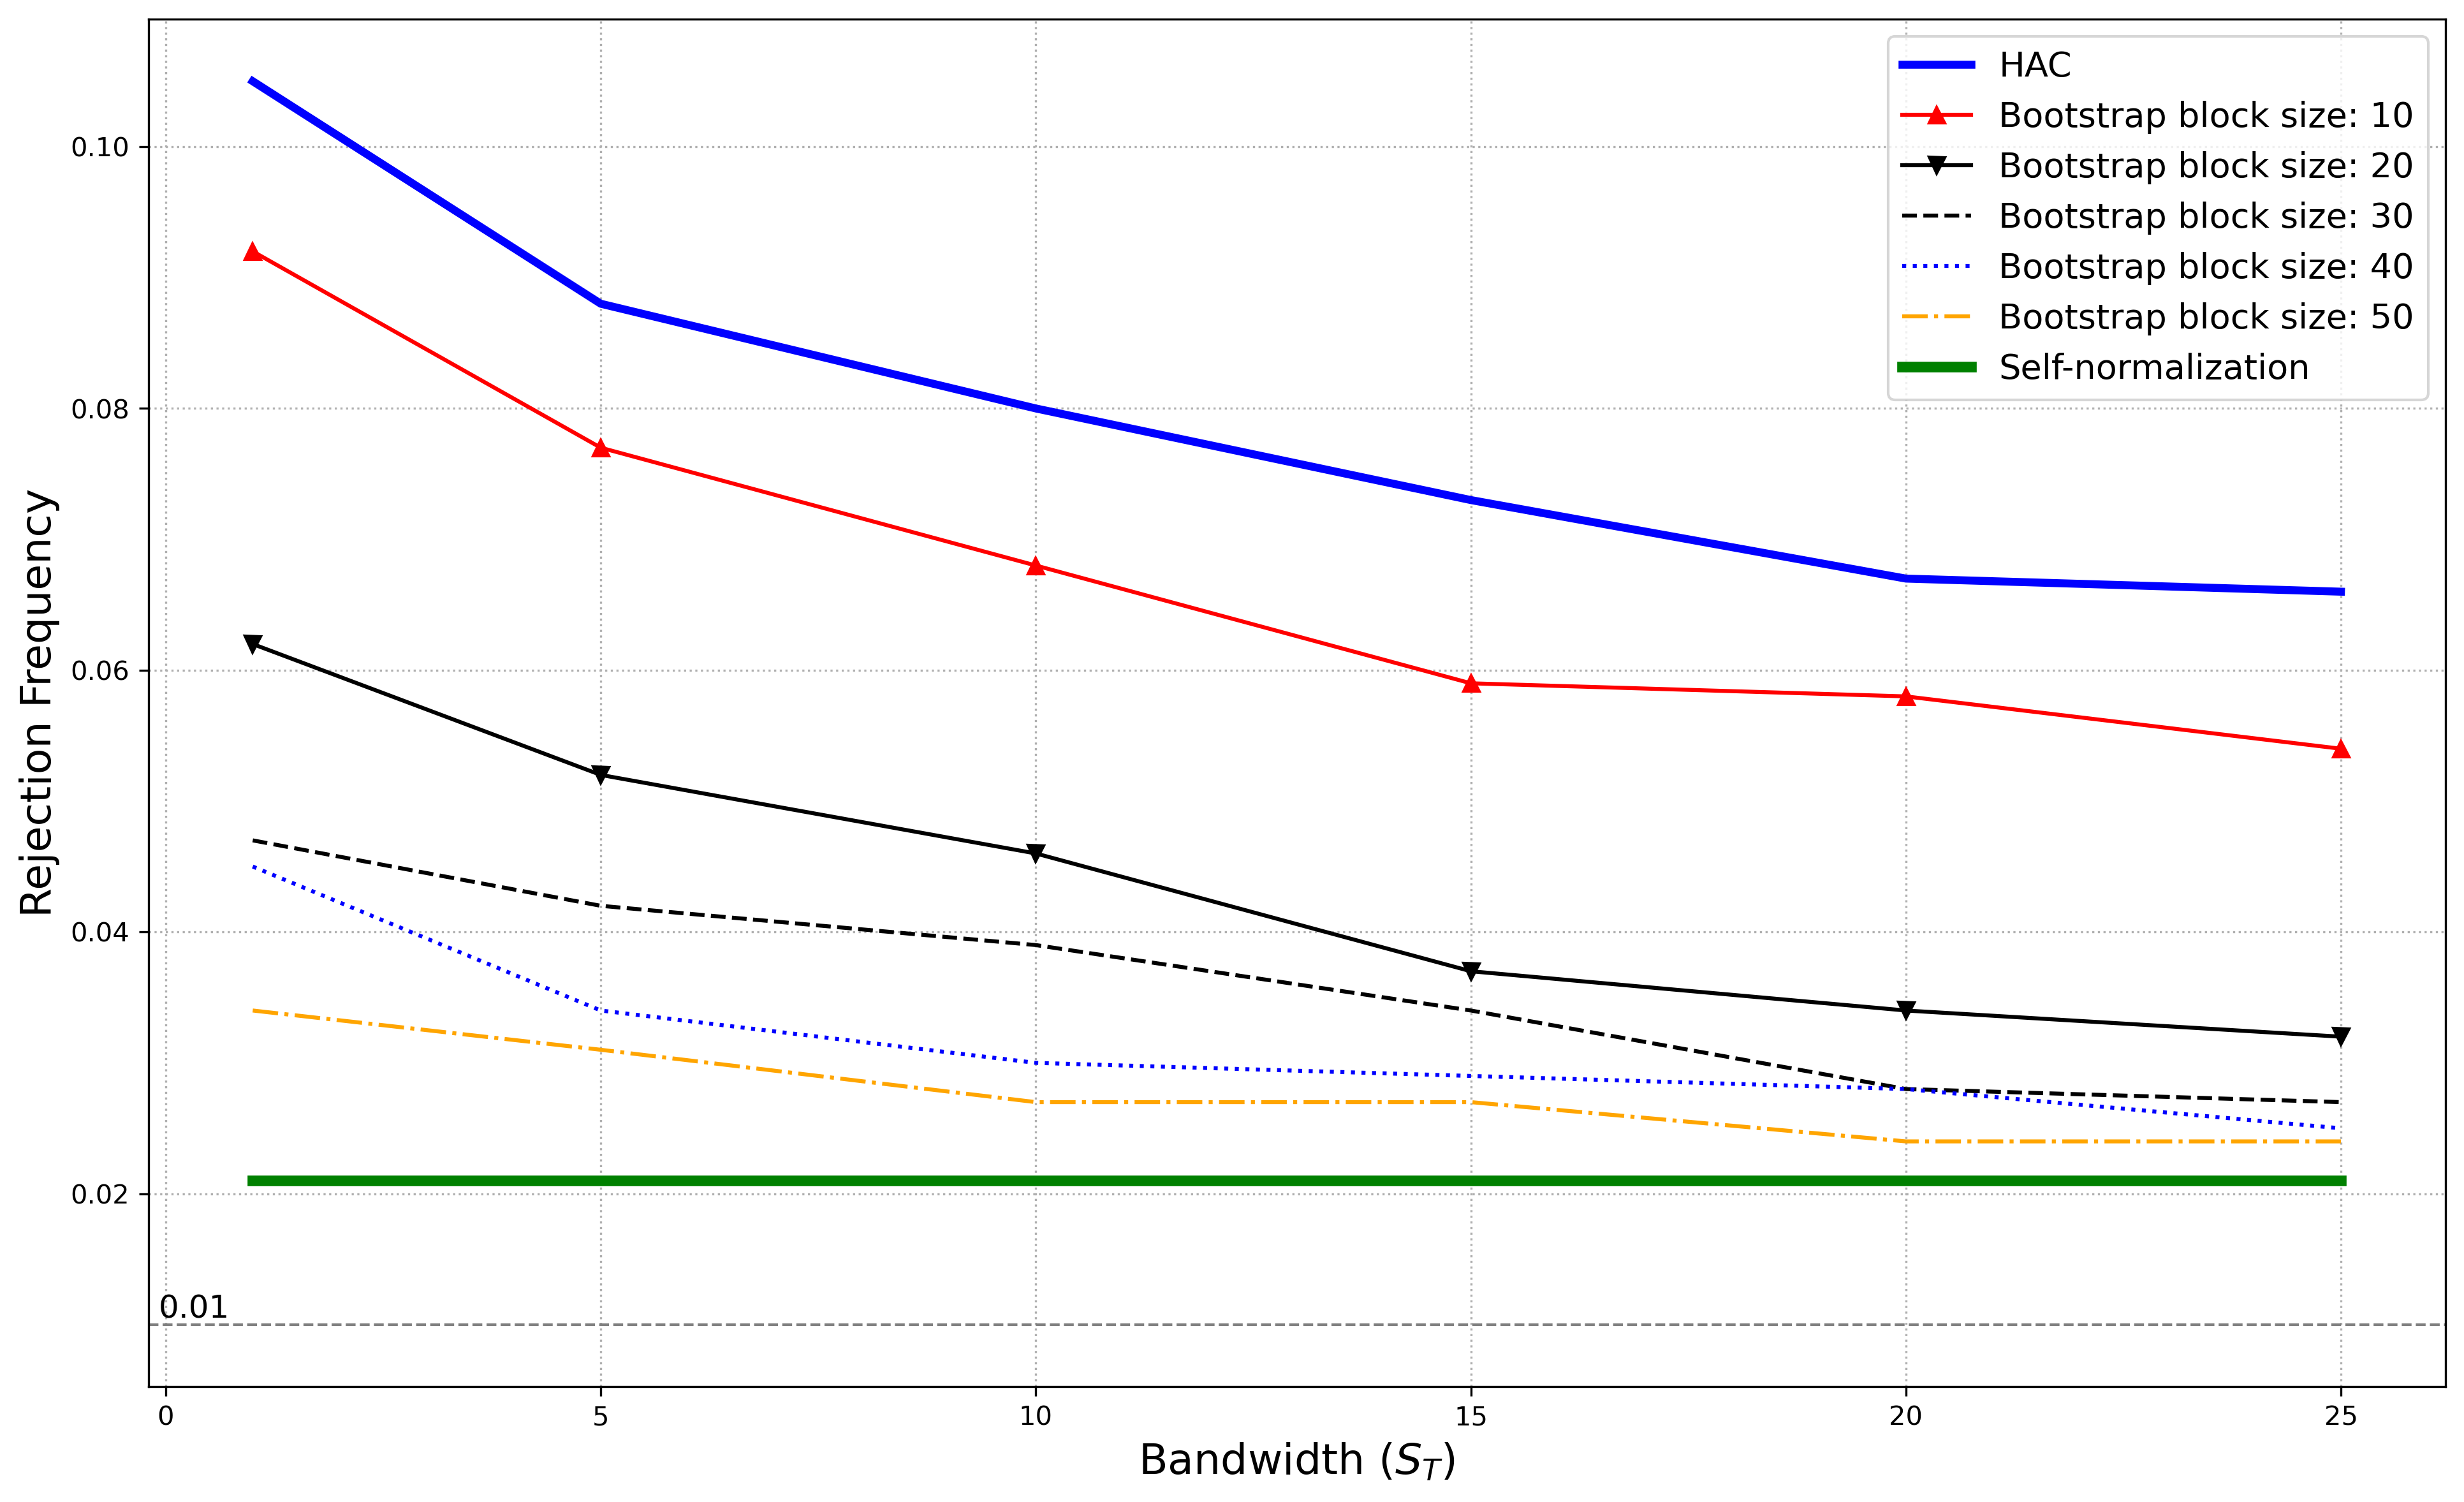 HAC
Bootstrap block size: 10
Bootstrap block size: 20
Bootstrap block size: 30
Bootstrap block size: 40
Bootstrap block size: 50
Self-normalization
Rejection Frequency
0.10
0.08
0.06
0.04
0.02
0.01
0 5 10 15 20 25
Bandwidth ($S_T$)